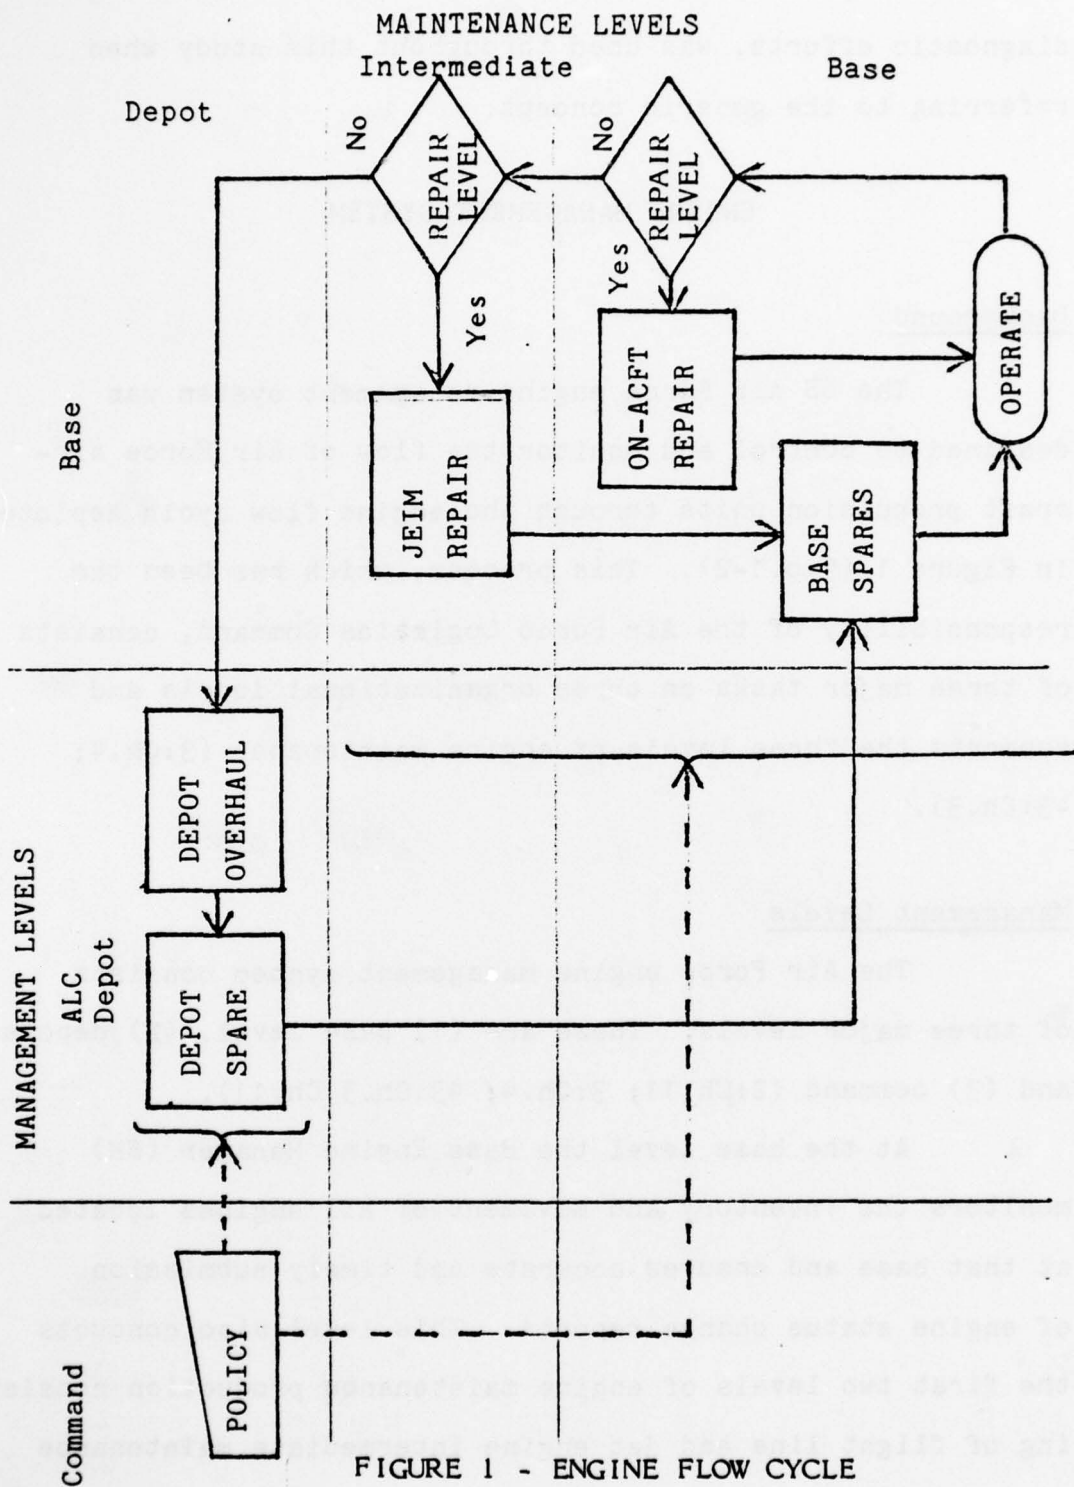 MAINTENANCE LEVELS
Intermediate
Base
Depot
No
REPAIR
LEVEL
No
REPAIR
LEVEL
Yes
Yes
Base
JEIM
REPAIR
ON-ACFT
REPAIR
BASE
SPARES
OPERATE
MANAGEMENT LEVELS
ALC
Depot
DEPOT
OVERHAUL
DEPOT
SPARE
Command
POLICY
FIGURE 1 - ENGINE FLOW CYCLE